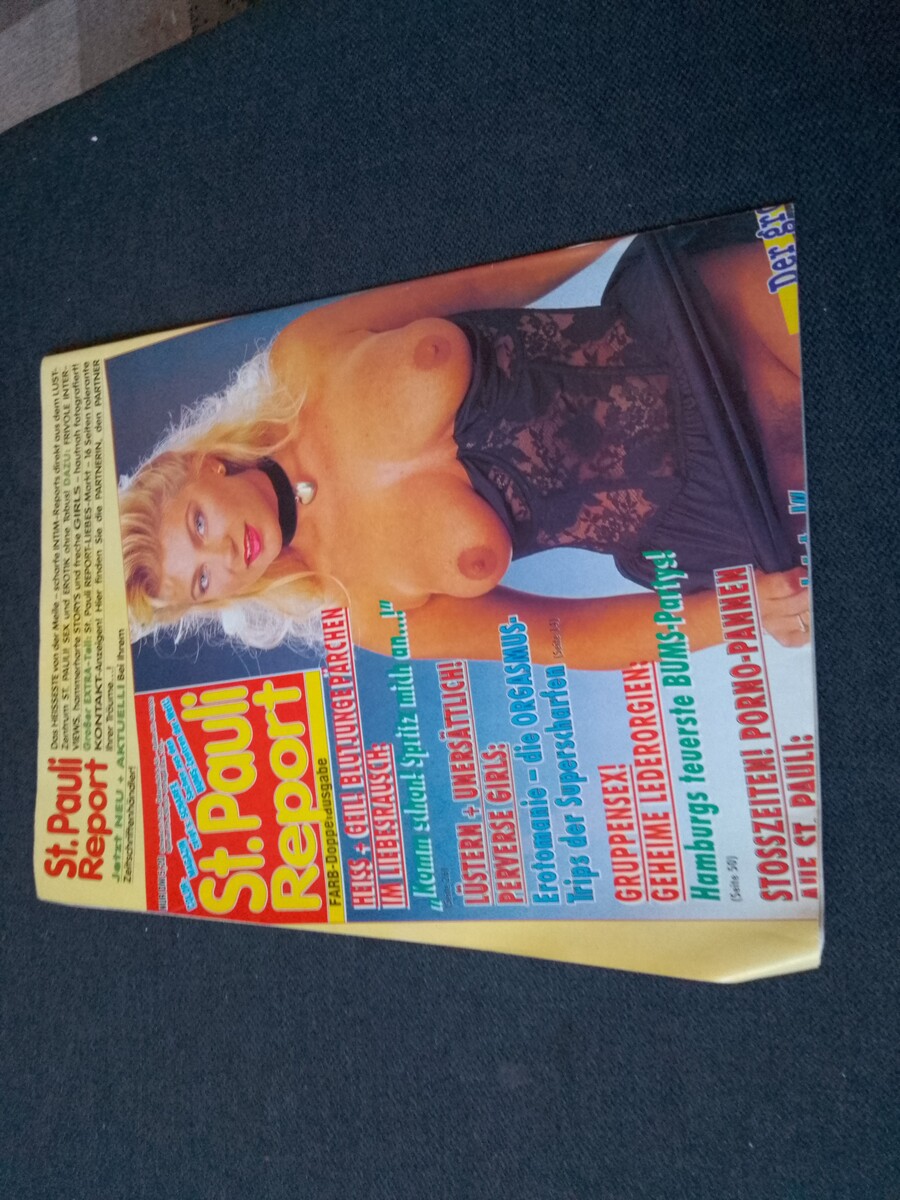 St. Pauli
Report
Das HEISSESTE von der Meile – scharfe INTIM-Reports direkt aus dem LUST-
Zentrum ST. PAULI! SEX und EROTIK ohne Tabus! DAZU: FRIVOLE INTER-
VIEWS, hammerharte STORYS und freche GIRLS – hautnah fotografiert!
Großer EXTRA-Teil: St. Pauli REPORT-LIEBES-Markt – 16 Seiten tolerante
KONTAKT-Anzeigen! Hier finden Sie die PARTNERIN, den PARTNER
Ihrer Träume ...!
Jetzt NEU + AKTUELL! Bei Ihrem
Zeitschriftenhändler!
St. Pauli
Report
FARB-Doppelausgabe
HEISS + GEIL! BLUTJUNGE PÄRCHEN
IM LIEBESRAUSCH:
„Komm schon! Spritz mich an...!"
LÜSTERN + UNERSÄTTLICH!
PERVERSE GIRLS:
Erotomanie – die ORGASMUS-
Trips der Superscharfen (Seite 14)
GRUPPENSEX!
GEHEIME LEDERORGIEN:
Hamburgs teuerste BUMS-Partys!
(Seite 50)
STOSSZEITEN! PORNO-PANNEN
AUF ST. PAULI:
Der gr